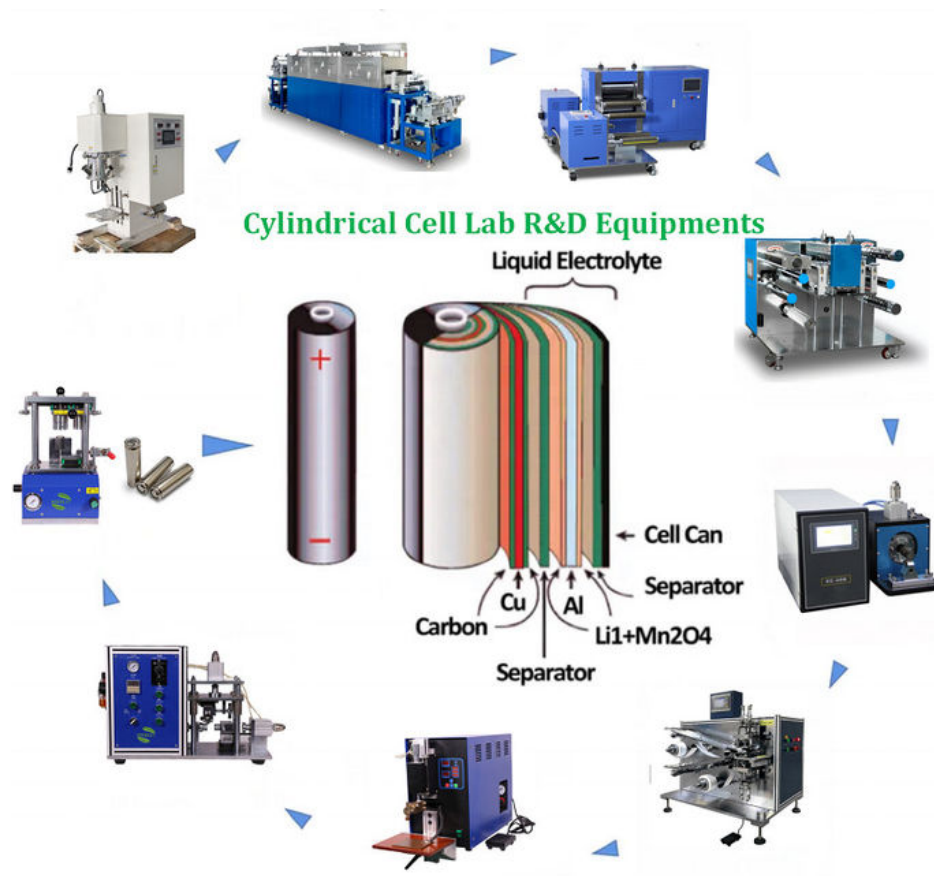 Cylindrical Cell Lab R&D Equipments
Liquid Electrolyte
+
−
Cell Can
Separator
Cu
Al
Carbon
Li1+Mn2O4
Separator